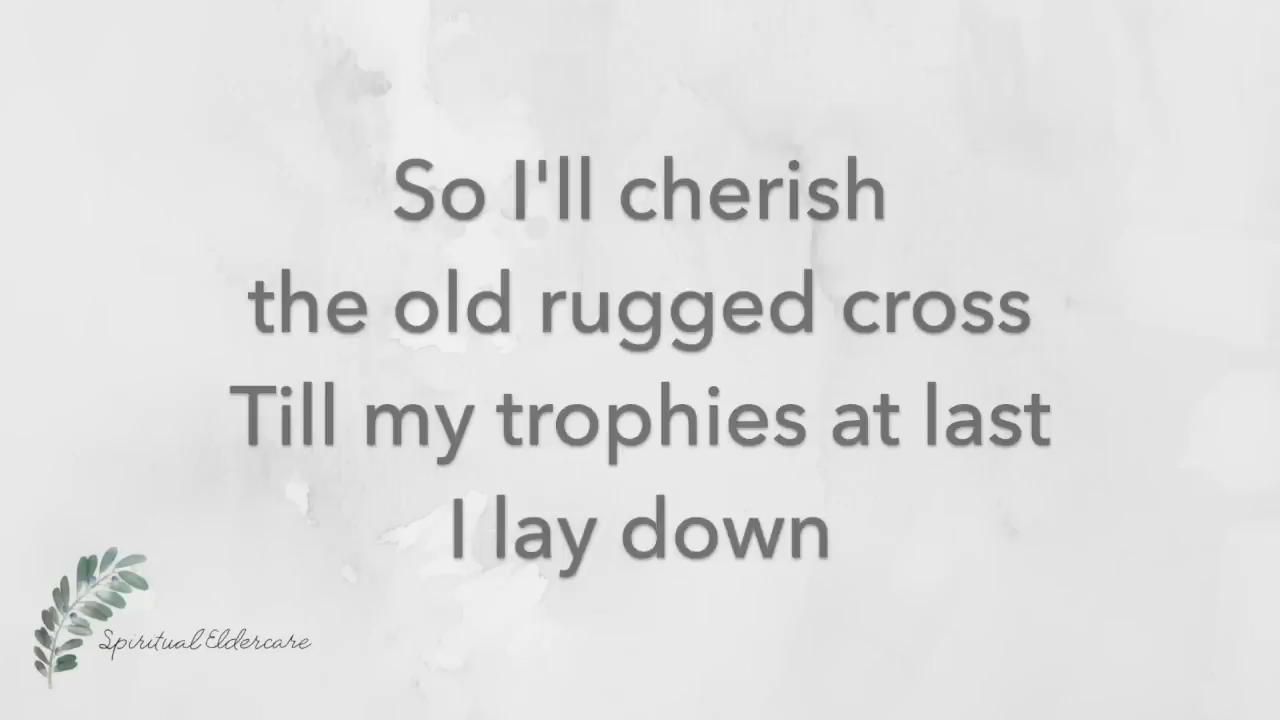 So I'll cherish
the old rugged cross
Till my trophies at last
I lay down
Spiritual Eldercare